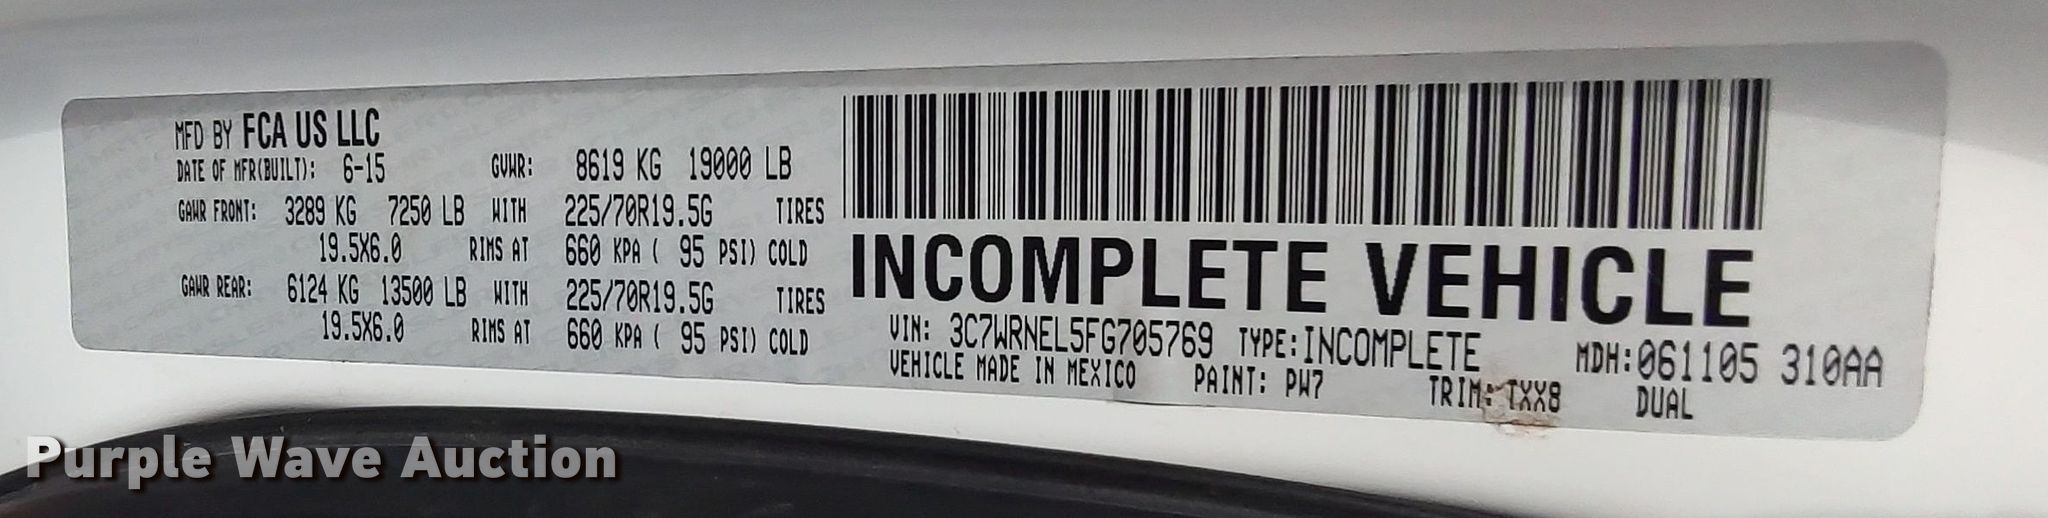 MFD BY FCA US LLC
DATE OF MFR(BUILT): 6-15 GVWR: 8619 KG 19000 LB
GAWR FRONT: 3289 KG 7250 LB WITH 225/70R19.5G TIRES
19.5X6.0 RIMS AT 660 KPA ( 95 PSI) COLD
GAWR REAR: 6124 KG 13500 LB WITH 225/70R19.5G TIRES
19.5X6.0 RIMS AT 660 KPA ( 95 PSI) COLD
INCOMPLETE VEHICLE
VIN: 3C7WRNEL5FG705769 TYPE:INCOMPLETE MDH:061105 310AA
VEHICLE MADE IN MEXICO PAINT: PW7 TRIM: TXX8 DUAL
Purple Wave Auction